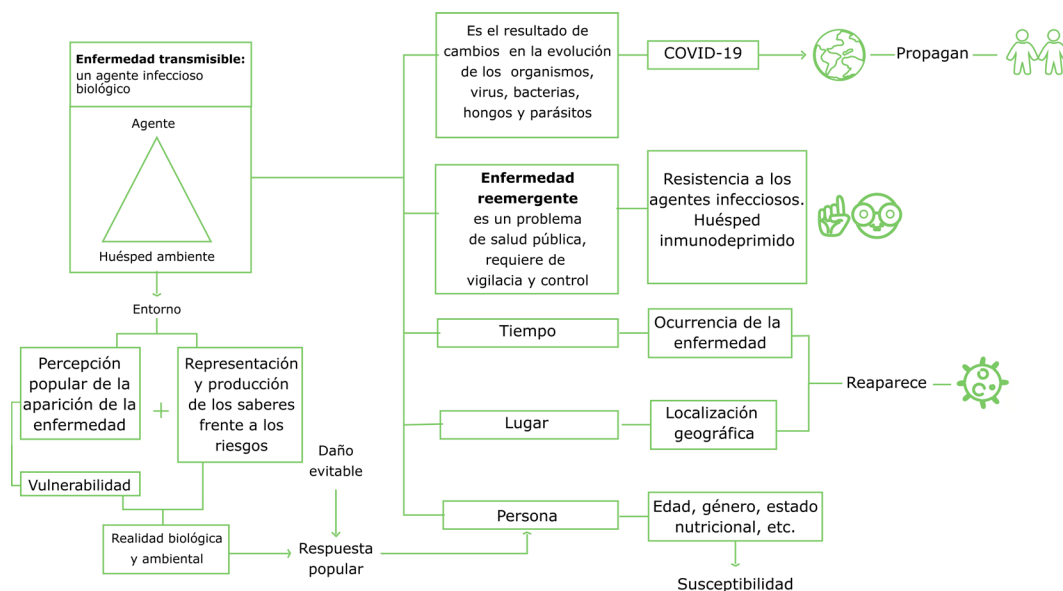 Enfermedad transmisible:
un agente infeccioso
biológico
Agente
Huésped ambiente
Entorno
Percepción
popular de la
aparición de la
enfermedad
+
Representación
y producción
de los saberes
frente a los
riesgos
Vulnerabilidad
Realidad biológica
y ambiental
Daño
evitable
Respuesta
popular
Es el resultado de
cambios en la evolución
de los organismos,
virus, bacterias,
hongos y parásitos
COVID-19
Propagan
Enfermedad
reemergente
es un problema
de salud pública,
requiere de
vigilacia y control
Resistencia a los
agentes infecciosos.
Huésped
inmunodeprimido
Tiempo
Ocurrencia de la
enfermedad
Lugar
Localización
geográfica
Reaparece
Persona
Edad, género, estado
nutricional, etc.
Susceptibilidad